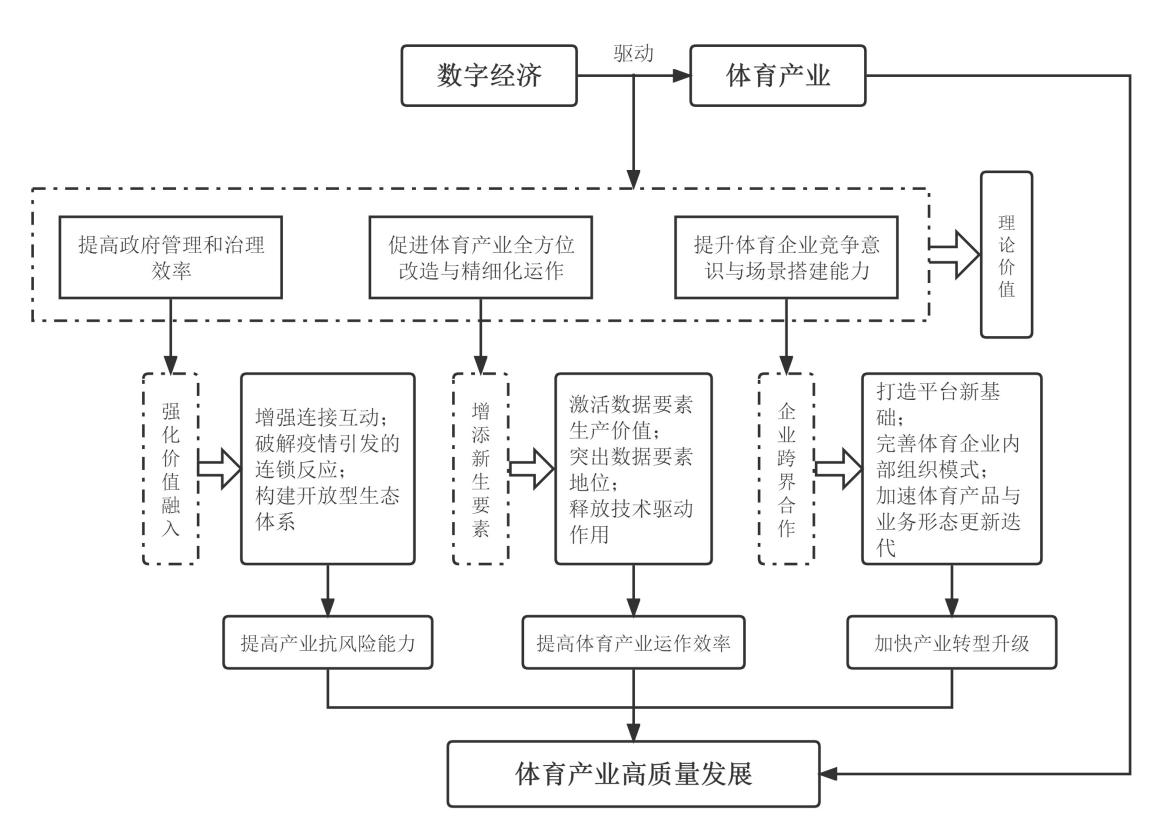 驱动
数字经济
体育产业
提高政府管理和治理
效率
促进体育产业全方位
改造与精细化运作
提升体育企业竞争意
识与场景搭建能力
理论价值
强化价值融入
增强连接互动；
破解疫情引发的
连锁反应；
构建开放型生态
体系
增添新生要素
激活数据要素
生产价值；
突出数据要素
地位；
释放技术驱动
作用
企业跨界合作
打造平台新基
础；
完善体育企业内
部组织模式；
加速体育产品与
业务形态更新迭
代
提高产业抗风险能力
提高体育产业运作效率
加快产业转型升级
体育产业高质量发展